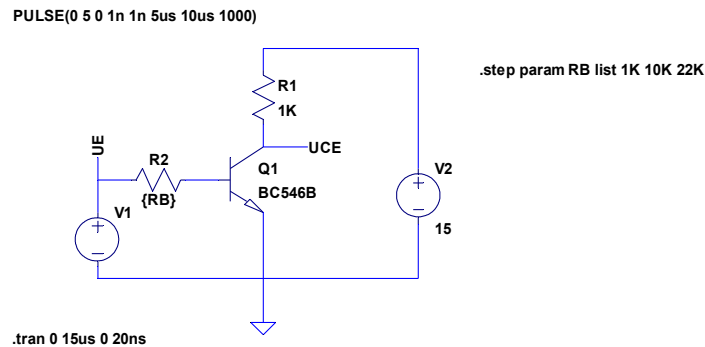 PULSE(0 5 0 1n 1n 5us 10us 1000)
.step param RB list 1K 10K 22K
R1
1K
UE
UCE
R2
{RB}
Q1
BC546B
V1
V2
15
.tran 0 15us 0 20ns